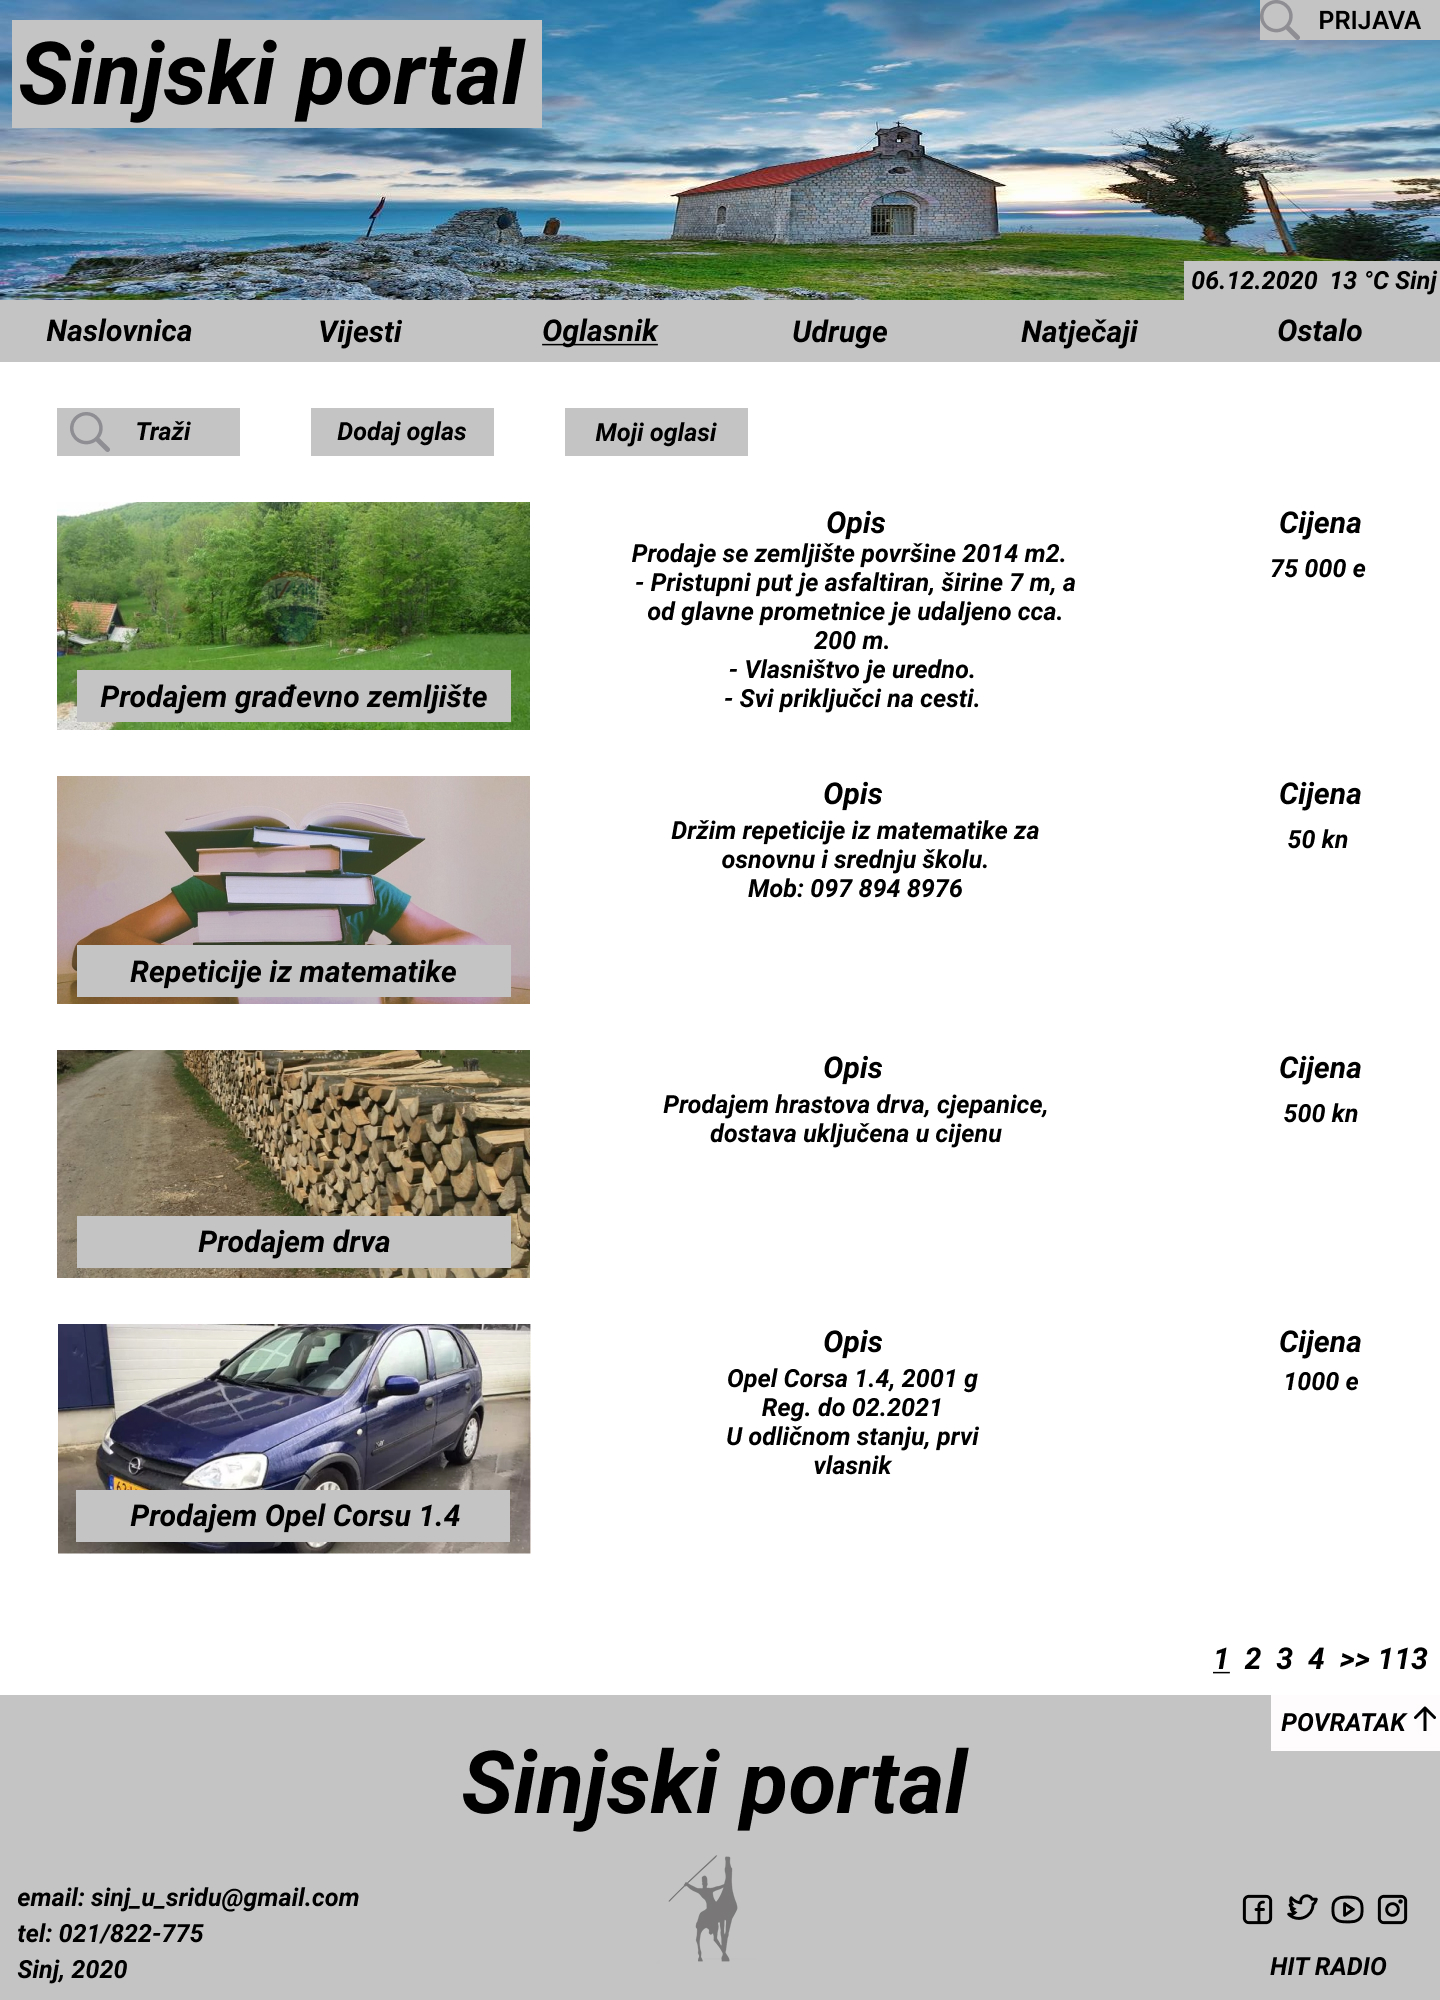 Sinjski portal
PRIJAVA
06.12.2020 13 °C Sinj
Naslovnica Vijesti Oglasnik Udruge Natječaji Ostalo
Traži Dodaj oglas Moji oglasi
Prodajem građevno zemljište
Opis
Prodaje se zemljište površine 2014 m2.
- Pristupni put je asfaltiran, širine 7 m, a
od glavne prometnice je udaljeno cca.
200 m.
- Vlasništvo je uredno.
- Svi priključci na cesti.
Cijena
75 000 e
Repeticije iz matematike
Opis
Držim repeticije iz matematike za
osnovnu i srednju školu.
Mob: 097 894 8976
Cijena
50 kn
Prodajem drva
Opis
Prodajem hrastova drva, cjepanice,
dostava uključena u cijenu
Cijena
500 kn
Prodajem Opel Corsu 1.4
Opis
Opel Corsa 1.4, 2001 g
Reg. do 02.2021
U odličnom stanju, prvi
vlasnik
Cijena
1000 e
1 2 3 4 >> 113
POVRATAK
Sinjski portal
email: sinj_u_sridu@gmail.com
tel: 021/822-775
Sinj, 2020
HIT RADIO